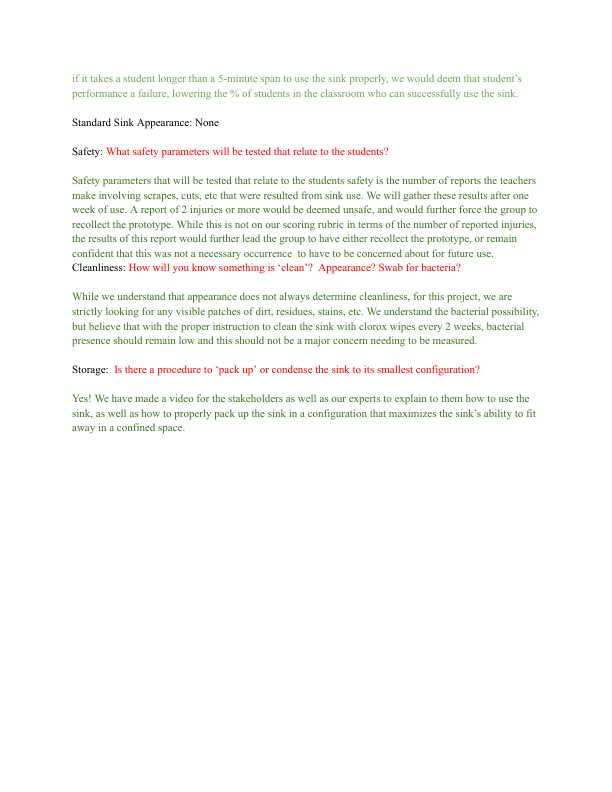 if it takes a student longer than a 5-minute span to use the sink properly, we would deem that student’s
performance a failure, lowering the % of students in the classroom who can successfully use the sink.
Standard Sink Appearance: None
Safety: What safety parameters will be tested that relate to the students?
Safety parameters that will be tested that relate to the students safety is the number of reports the teachers
make involving scrapes, cuts, etc that were resulted from sink use. We will gather these results after one
week of use. A report of 2 injuries or more would be deemed unsafe, and would further force the group to
recollect the prototype. While this is not on our scoring rubric in terms of the number of reported injuries,
the results of this report would further lead the group to have either recollect the prototype, or remain
confident that this was not a necessary occurrence  to have to be concerned about for future use.
Cleanliness: How will you know something is ‘clean’?  Appearance? Swab for bacteria?
While we understand that appearance does not always determine cleanliness, for this project, we are
strictly looking for any visible patches of dirt, residues, stains, etc. We understand the bacterial possibility,
but believe that with the proper instruction to clean the sink with clorox wipes every 2 weeks, bacterial
presence should remain low and this should not be a major concern needing to be measured.
Storage:  Is there a procedure to ‘pack up’ or condense the sink to its smallest configuration?
Yes! We have made a video for the stakeholders as well as our experts to explain to them how to use the
sink, as well as how to properly pack up the sink in a configuration that maximizes the sink’s ability to fit
away in a confined space.